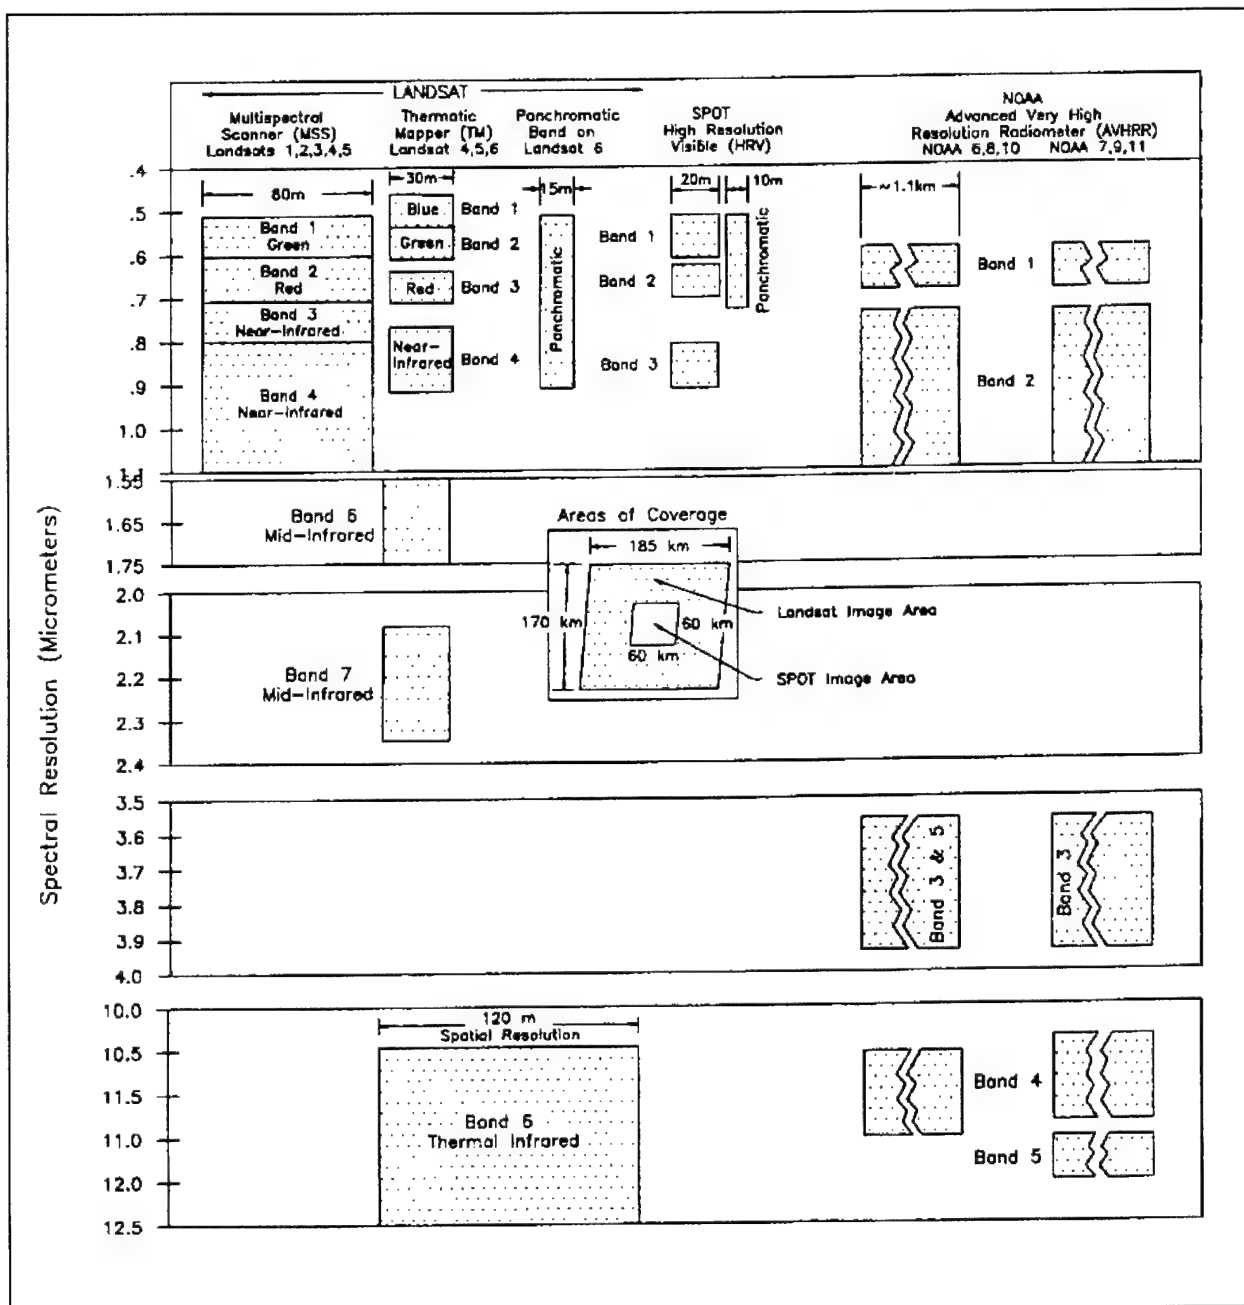 LANDSAT
Multispectral
Scanner (MSS)
Landsats 1,2,3,4,5
Thermatic
Mapper (TM)
Landsat 4,5,6
Panchromatic
Band on
Landsat 6
SPOT
High Resolution
Visible (HRV)
NOAA
Advanced Very High
Resolution Radiometer (AVHRR)
NOAA 6,8,10 NOAA 7,9,11
Spectral Resolution (Micrometers)
.4
.5
.6
.7
.8
.9
1.0
1.1
80m
Band 1
Green
Band 2
Red
Band 3
Near-Infrared
Band 4
Near-Infrared
30m
Blue Band 1
Green Band 2
Red Band 3
Near-
Infrared Band 4
15m
Panchromatic
20m
10m
Band 1
Band 2
Band 3
Panchromatic
~1.1km
Band 1
Band 2
1.55
1.65
1.75
Mid-Infrared
2.0
2.1
2.2
2.3
2.4
Band 7
Mid-Infrared
Areas of Coverage
185 km
170 km
60 km
60 km
Landsat Image Area
SPOT Image Area
3.5
3.6
3.7
3.8
3.9
4.0
Band 3 & 5
Band 3
10.0
10.5
11.5
11.0
12.0
12.5
120 m
Spatial Resolution
Thermal Infrared
Band 4
Band 5